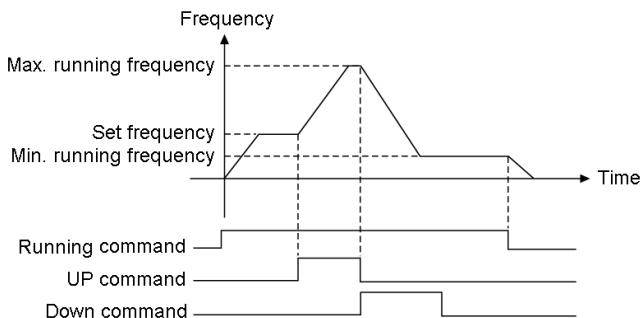 Frequency
Max. running frequency
Set frequency
Min. running frequency
Time
Running command
UP command
Down command